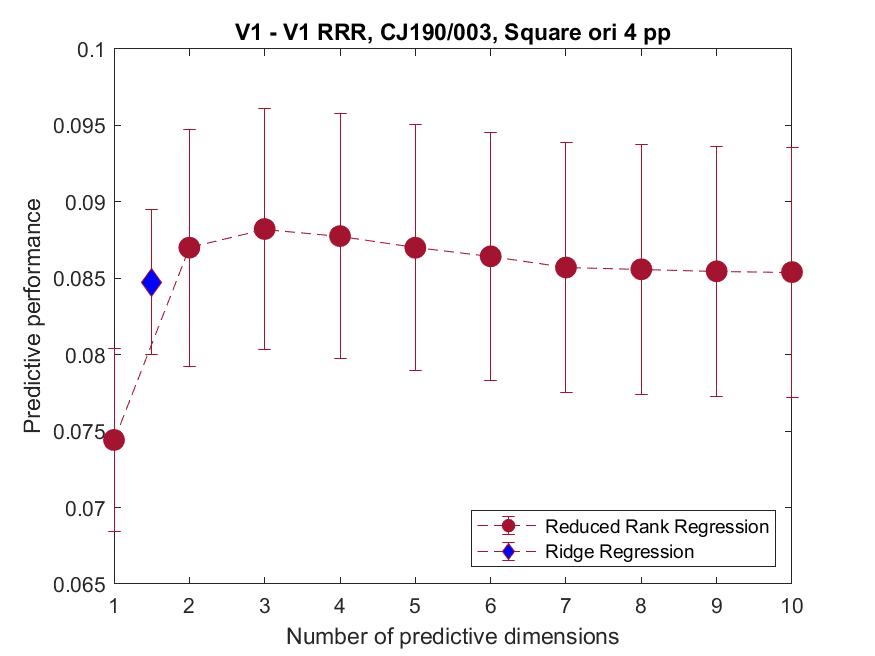 V1 - V1 RRR, CJ190/003, Square ori 4 pp
0.1
0.095
0.09
0.085
0.08
0.075
0.07
0.065
Predictive performance
Reduced Rank Regression
Ridge Regression
1 2 3 4 5 6 7 8 9 10
Number of predictive dimensions